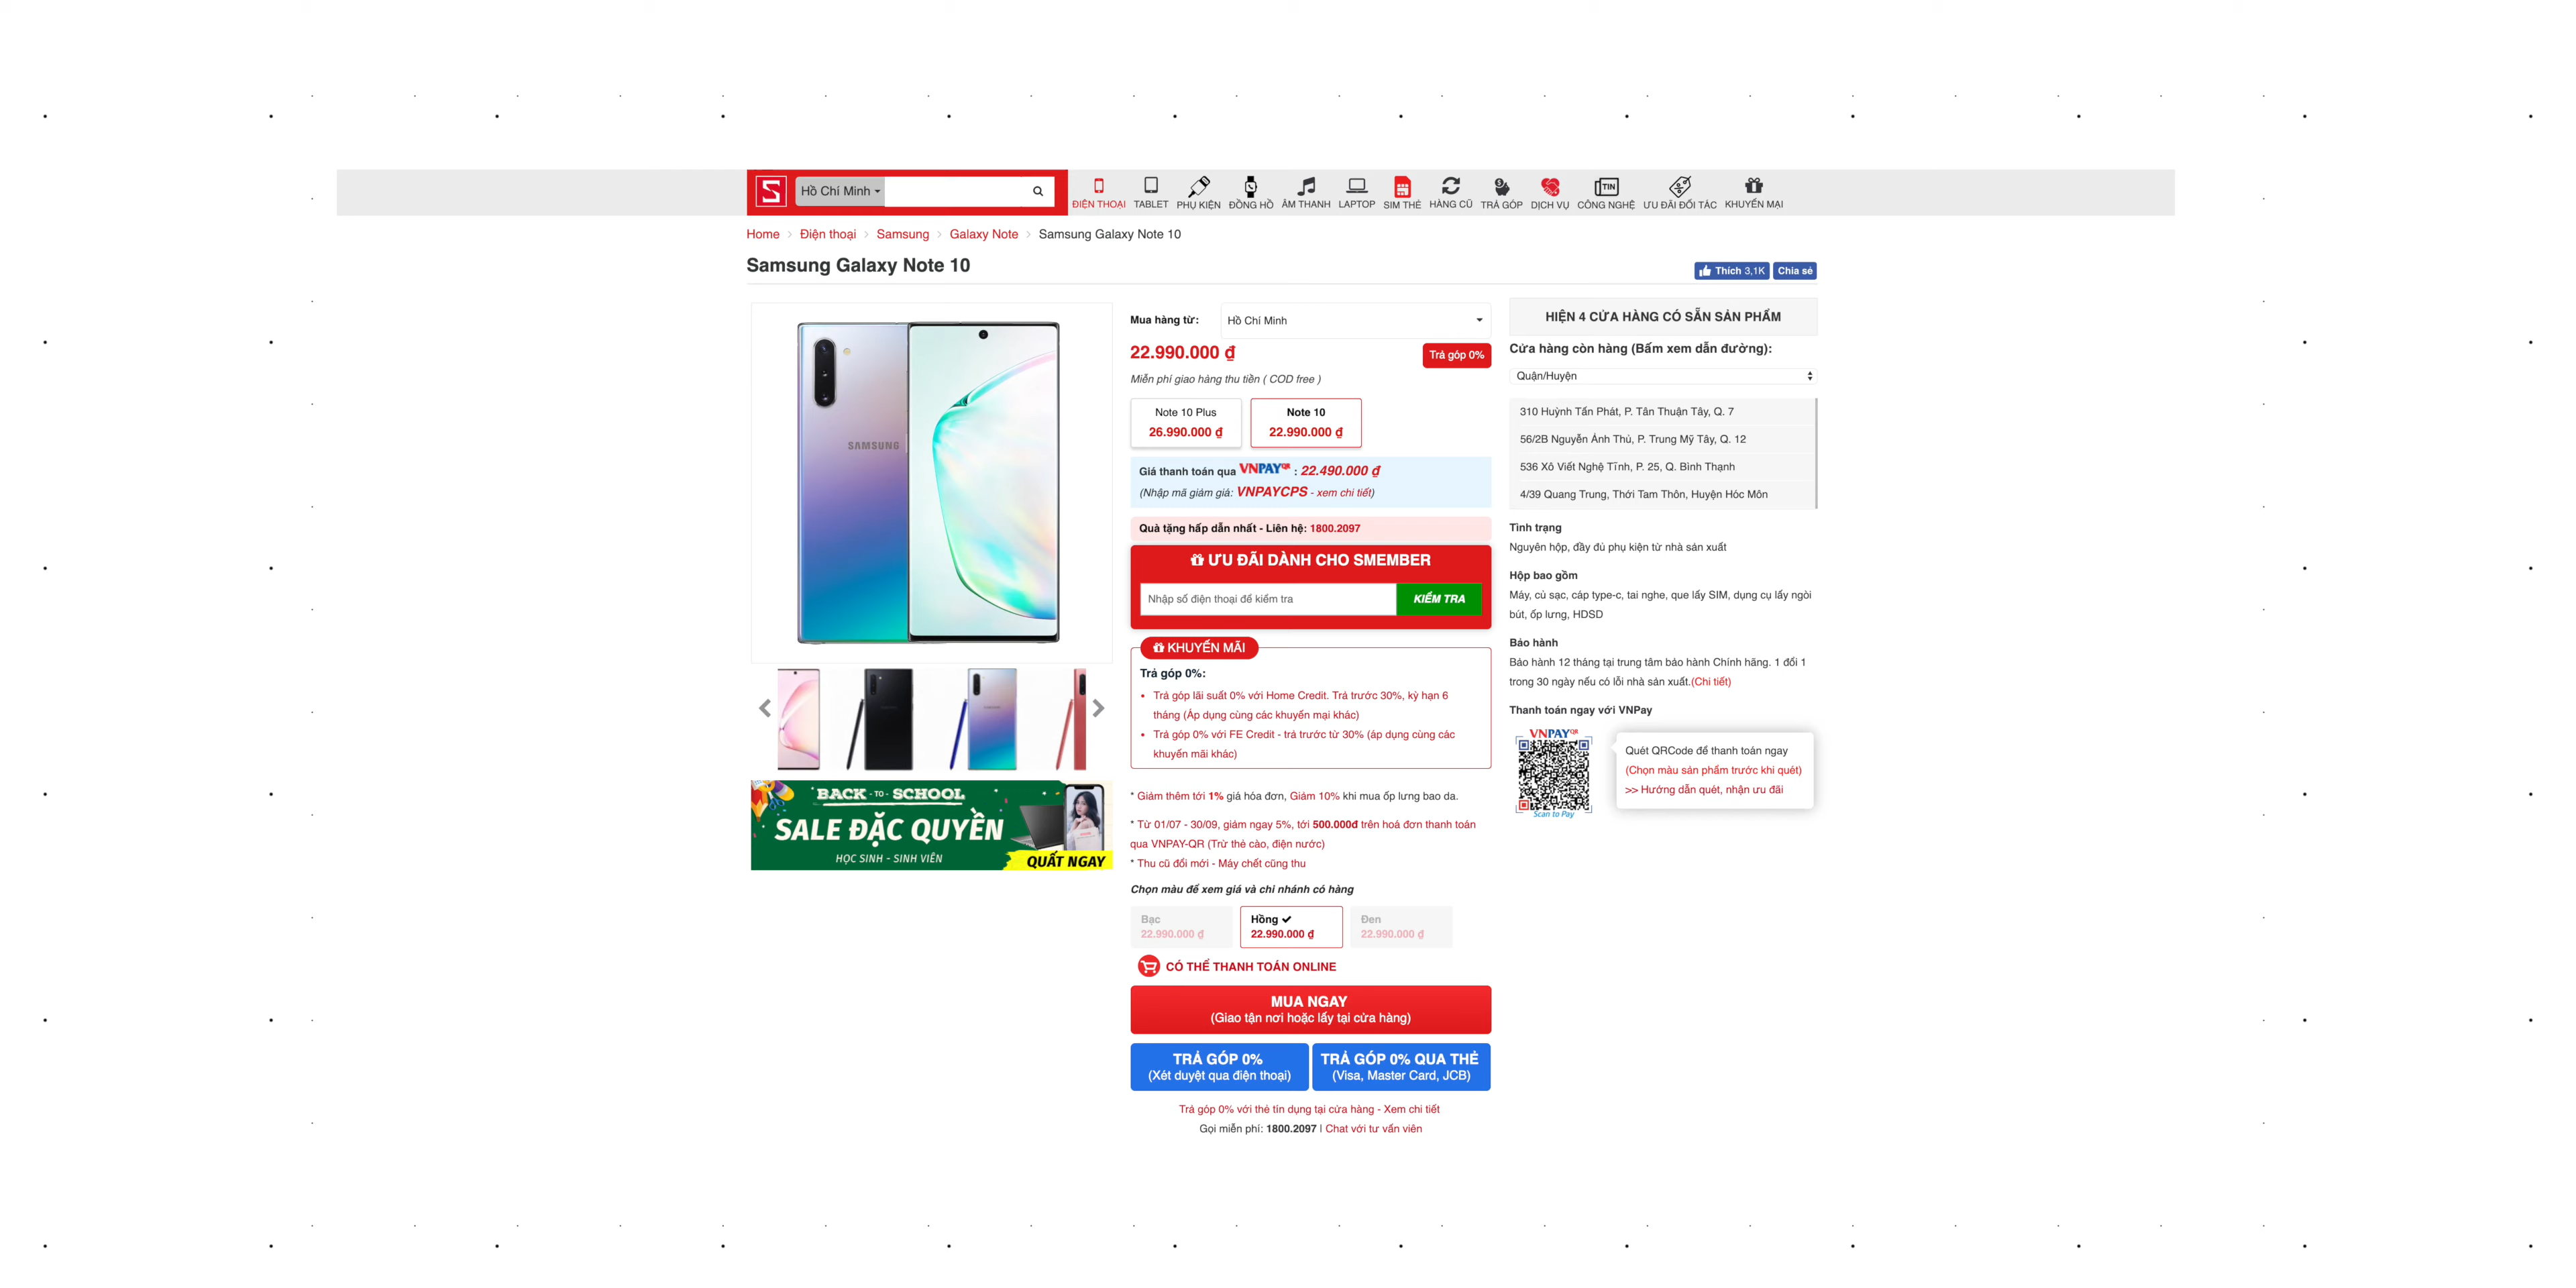 Hồ Chí Minh
ĐIỆN THOẠI TABLET PHỤ KIỆN ĐỒNG HỒ ÂM THANH LAPTOP SIM THẺ HÀNG CŨ TRẢ GÓP DỊCH VỤ CÔNG NGHỆ ƯU ĐÃI ĐỐI TÁC KHUYẾN MẠI
TIN
Home > Điện thoại > Samsung > Galaxy Note > Samsung Galaxy Note 10
Samsung Galaxy Note 10
Thích 3,1K Chia sẻ
SAMSUNG
BACK - TO - SCHOOL
SALE ĐẶC QUYỀN
HỌC SINH - SINH VIÊN
QUẤT NGAY
Mua hàng từ: Hồ Chí Minh
22.990.000 ₫ Trả góp 0%
Miễn phí giao hàng thu tiền ( COD free )
Note 10 Plus
26.990.000 ₫
Note 10
22.990.000 ₫
Giá thanh toán qua VNPAYQR : 22.490.000 ₫
(Nhập mã giảm giá: VNPAYCPS - xem chi tiết)
Quà tặng hấp dẫn nhất - Liên hệ: 1800.2097
ƯU ĐÃI DÀNH CHO SMEMBER
Nhập số điện thoại để kiểm tra KIỂM TRA
KHUYẾN MÃI
Trả góp 0%:
• Trả góp lãi suất 0% với Home Credit. Trả trước 30%, kỳ hạn 6
tháng (Áp dụng cùng các khuyến mại khác)
• Trả góp 0% với FE Credit - trả trước từ 30% (áp dụng cùng các
khuyến mãi khác)
* Giảm thêm tới 1% giá hóa đơn, Giảm 10% khi mua ốp lưng bao da.
* Từ 01/07 - 30/09, giảm ngay 5%, tới 500.000đ trên hoá đơn thanh toán
qua VNPAY-QR (Trừ thẻ cào, điện nước)
* Thu cũ đổi mới - Máy chết cũng thu
Chọn màu để xem giá và chi nhánh có hàng
Bạc
22.990.000 ₫
Hồng ✔
22.990.000 ₫
Đen
22.990.000 ₫
CÓ THỂ THANH TOÁN ONLINE
MUA NGAY
(Giao tận nơi hoặc lấy tại cửa hàng)
TRẢ GÓP 0%
(Xét duyệt qua điện thoại)
TRẢ GÓP 0% QUA THẺ
(Visa, Master Card, JCB)
Trả góp 0% với thẻ tín dụng tại cửa hàng - Xem chi tiết
Gọi miễn phí: 1800.2097 | Chat với tư vấn viên
HIỆN 4 CỬA HÀNG CÓ SẴN SẢN PHẨM
Cửa hàng còn hàng (Bấm xem dẫn đường):
Quận/Huyện
310 Huỳnh Tấn Phát, P. Tân Thuận Tây, Q. 7
56/2B Nguyễn Ảnh Thủ, P. Trung Mỹ Tây, Q. 12
536 Xô Viết Nghệ Tĩnh, P. 25, Q. Bình Thạnh
4/39 Quang Trung, Thới Tam Thôn, Huyện Hóc Môn
Tình trạng
Nguyên hộp, đầy đủ phụ kiện từ nhà sản xuất
Hộp bao gồm
Máy, củ sạc, cáp type-c, tai nghe, que lấy SIM, dụng cụ lấy ngòi
bút, ốp lưng, HDSD
Bảo hành
Bảo hành 12 tháng tại trung tâm bảo hành Chính hãng. 1 đổi 1
trong 30 ngày nếu có lỗi nhà sản xuất.(Chi tiết)
Thanh toán ngay với VNPay
VNPAYQR
Scan to Pay
Quét QRCode để thanh toán ngay
(Chọn màu sản phẩm trước khi quét)
>> Hướng dẫn quét, nhận ưu đãi